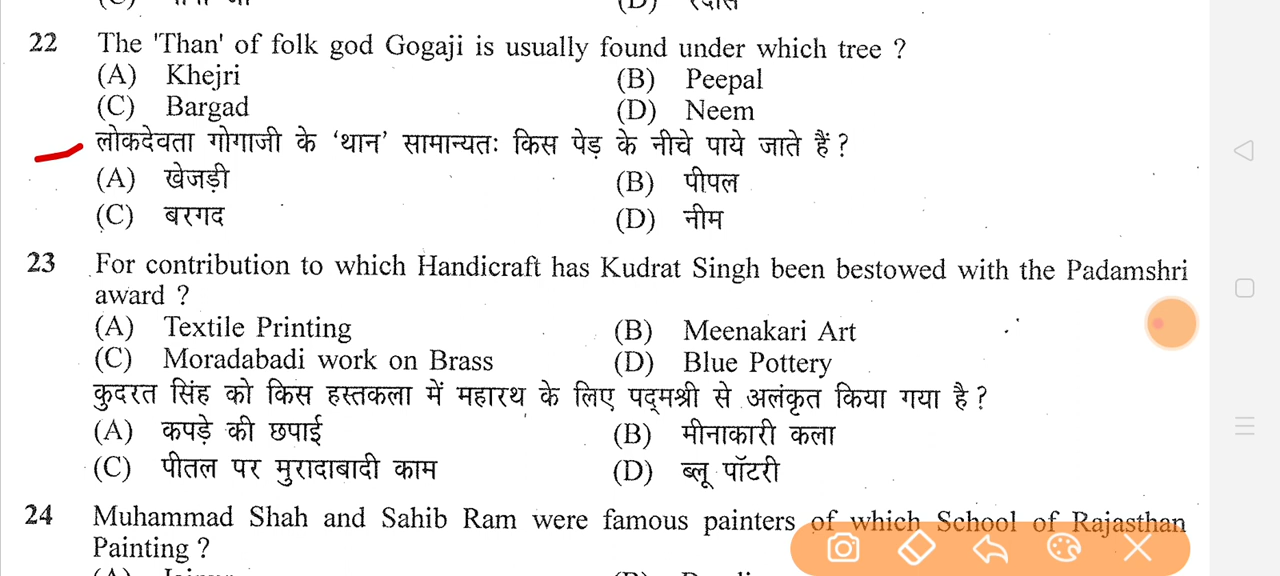 22 The 'Than' of folk god Gogaji is usually found under which tree ?
(A) Khejri (B) Peepal
(C) Bargad (D) Neem
लोकदेवता गोगाजी के ‘थान’ सामान्यतः किस पेड़ के नीचे पाये जाते हैं ?
(A) खेजड़ी (B) पीपल
(C) बरगद (D) नीम
23 For contribution to which Handicraft has Kudrat Singh been bestowed with the Padamshri
award ?
(A) Textile Printing (B) Meenakari Art
(C) Moradabadi work on Brass (D) Blue Pottery
कुदरत सिंह को किस हस्तकला में महारथ के लिए पद्मश्री से अलंकृत किया गया है ?
(A) कपड़े की छपाई (B) मीनाकारी कला
(C) पीतल पर मुरादाबादी काम (D) ब्लू पॉटरी
24 Muhammad Shah and Sahib Ram were famous painters of which School of Rajasthan
Painting ?